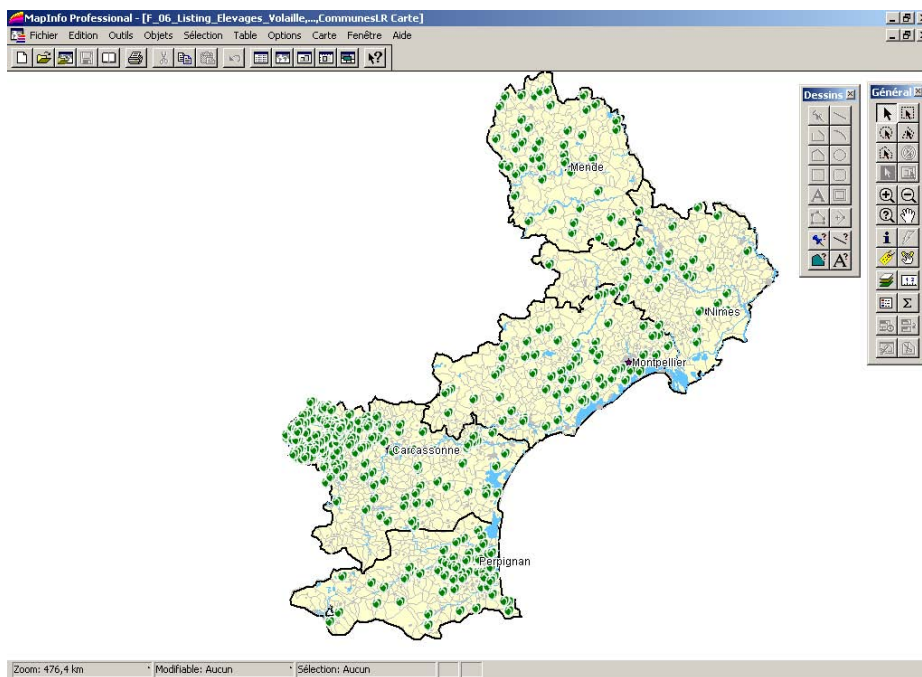 MapInfo Professional - [F_06_Listing_Elevages_Volaille,...,CommunesLR Carte]
Fichier Edition Outils Objets Sélection Table Options Carte Fenêtre Aide
Dessins
Général
Mende
Nimes
Montpellier
Carcassonne
Perpignan
Zoom: 476,4 km
Modifiable: Aucun
Sélection: Aucun